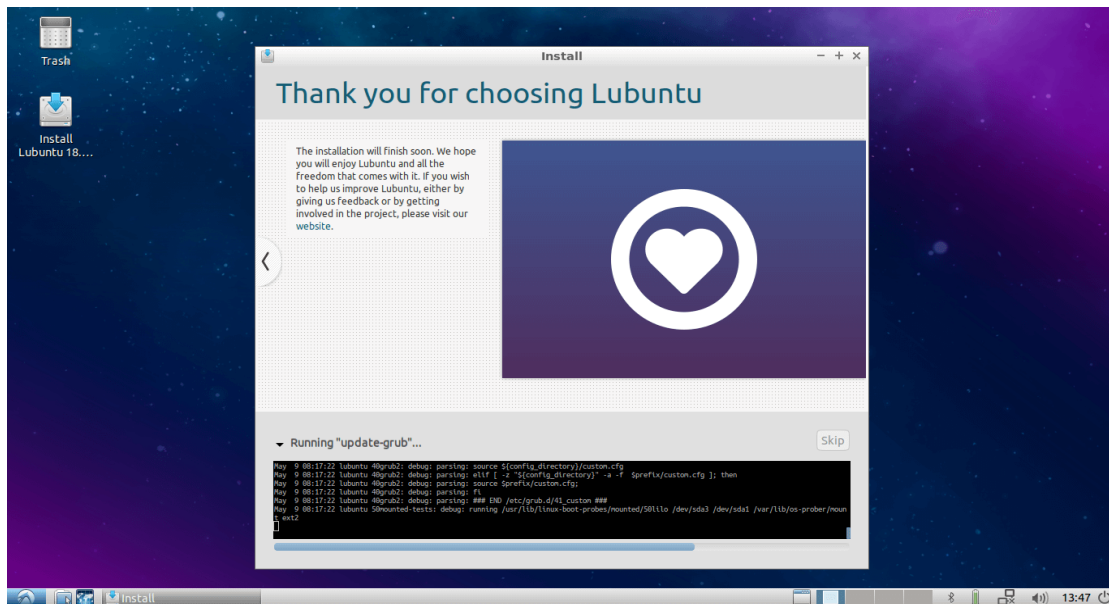 Trash
Install
Lubuntu 18....
Install
Thank you for choosing Lubuntu
The installation will finish soon. We hope
you will enjoy Lubuntu and all the
freedom that comes with it. If you wish
to help us improve Lubuntu, either by
giving us feedback or by getting
involved in the project, please visit our
website.
Running "update-grub"...
Skip
May  9 08:17:22 lubuntu 40grub2: debug: parsing: source ${config_directory}/custom.cfg
May  9 08:17:22 lubuntu 40grub2: debug: parsing: elif [ -z "${config_directory}" -a -f  $prefix/custom.cfg ]; then
May  9 08:17:22 lubuntu 40grub2: debug: parsing: source $prefix/custom.cfg;
May  9 08:17:22 lubuntu 40grub2: debug: parsing: fi
May  9 08:17:22 lubuntu 40grub2: debug: parsing: ### END /etc/grub.d/41_custom ###
May  9 08:17:22 lubuntu 50mounted-tests: debug: running /usr/lib/linux-boot-probes/mounted/50lilo /dev/sda3 /dev/sda1 /var/lib/os-prober/moun
t ext2
Install
13:47